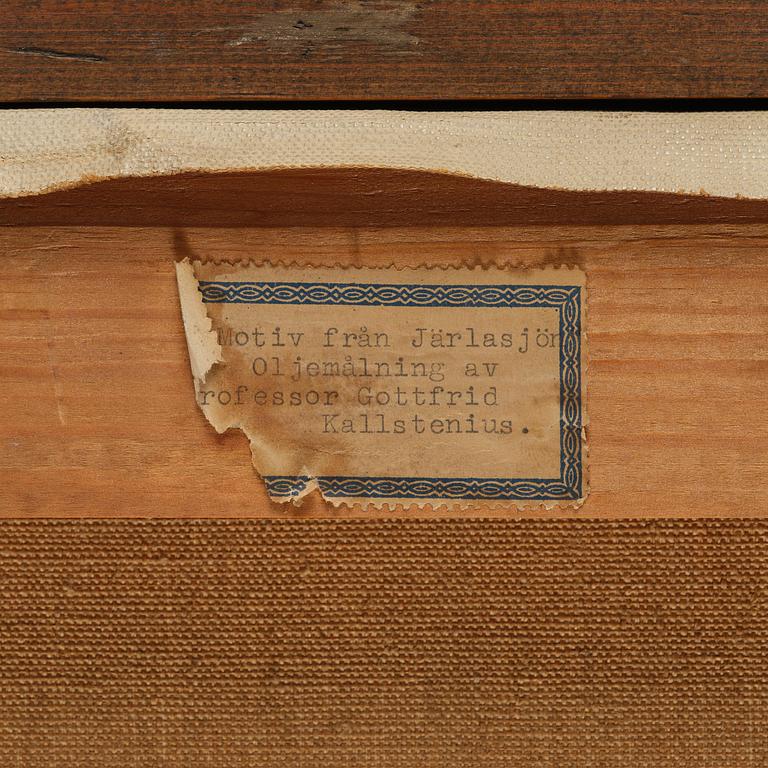 Motiv från Järlasjön
Oljemålning av
rofessor Gottfrid
Kallstenius.